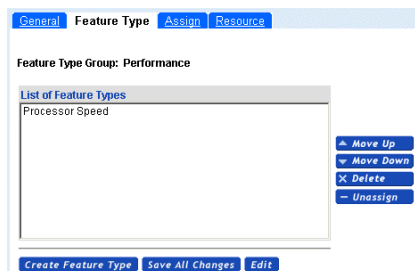 General Feature Type Assign Resource
Feature Type Group: Performance
List of Feature Types
Processor Speed
Move Up
Move Down
Delete
Unassign
Create Feature Type Save All Changes Edit